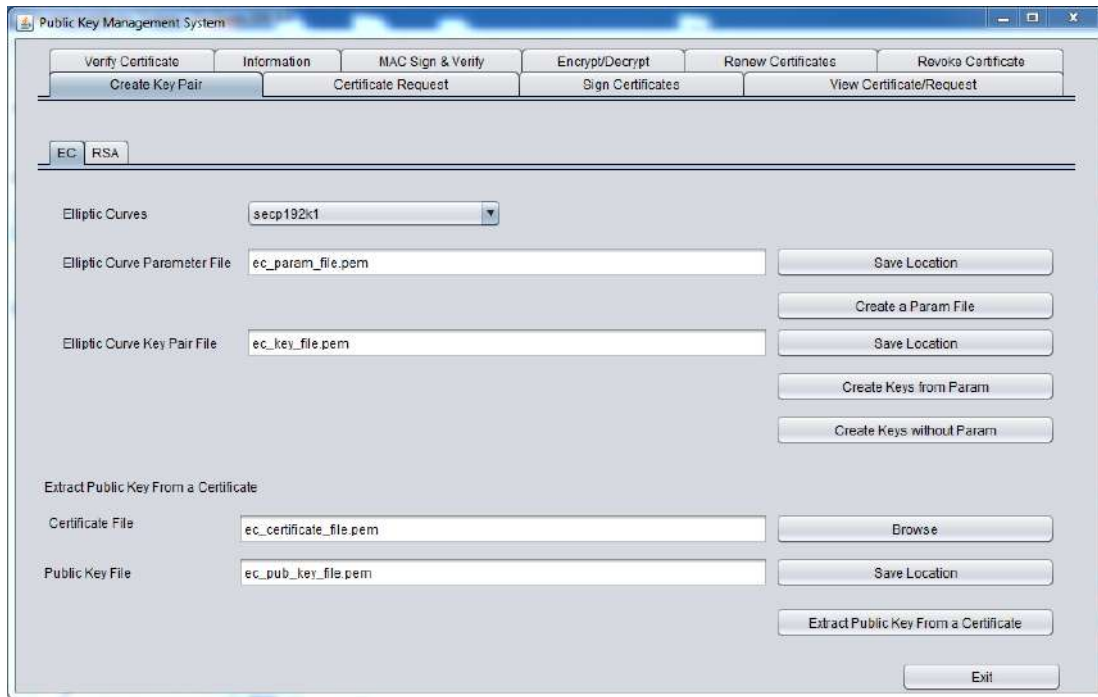 Public Key Management System
Verify Certificate Information MAC Sign & Verify Encrypt/Decrypt Renew Certificates Revoke Certificate
Create Key Pair Certificate Request Sign Certificates View Certificate/Request
EC RSA
Elliptic Curves secp192k1
Elliptic Curve Parameter File ec_param_file.pem Save Location
Create a Param File
Elliptic Curve Key Pair File ec_key_file.pem Save Location
Create Keys from Param
Create Keys without Param
Extract Public Key From a Certificate
Certificate File ec_certificate_file.pem Browse
Public Key File ec_pub_key_file.pem Save Location
Extract Public Key From a Certificate
Exit